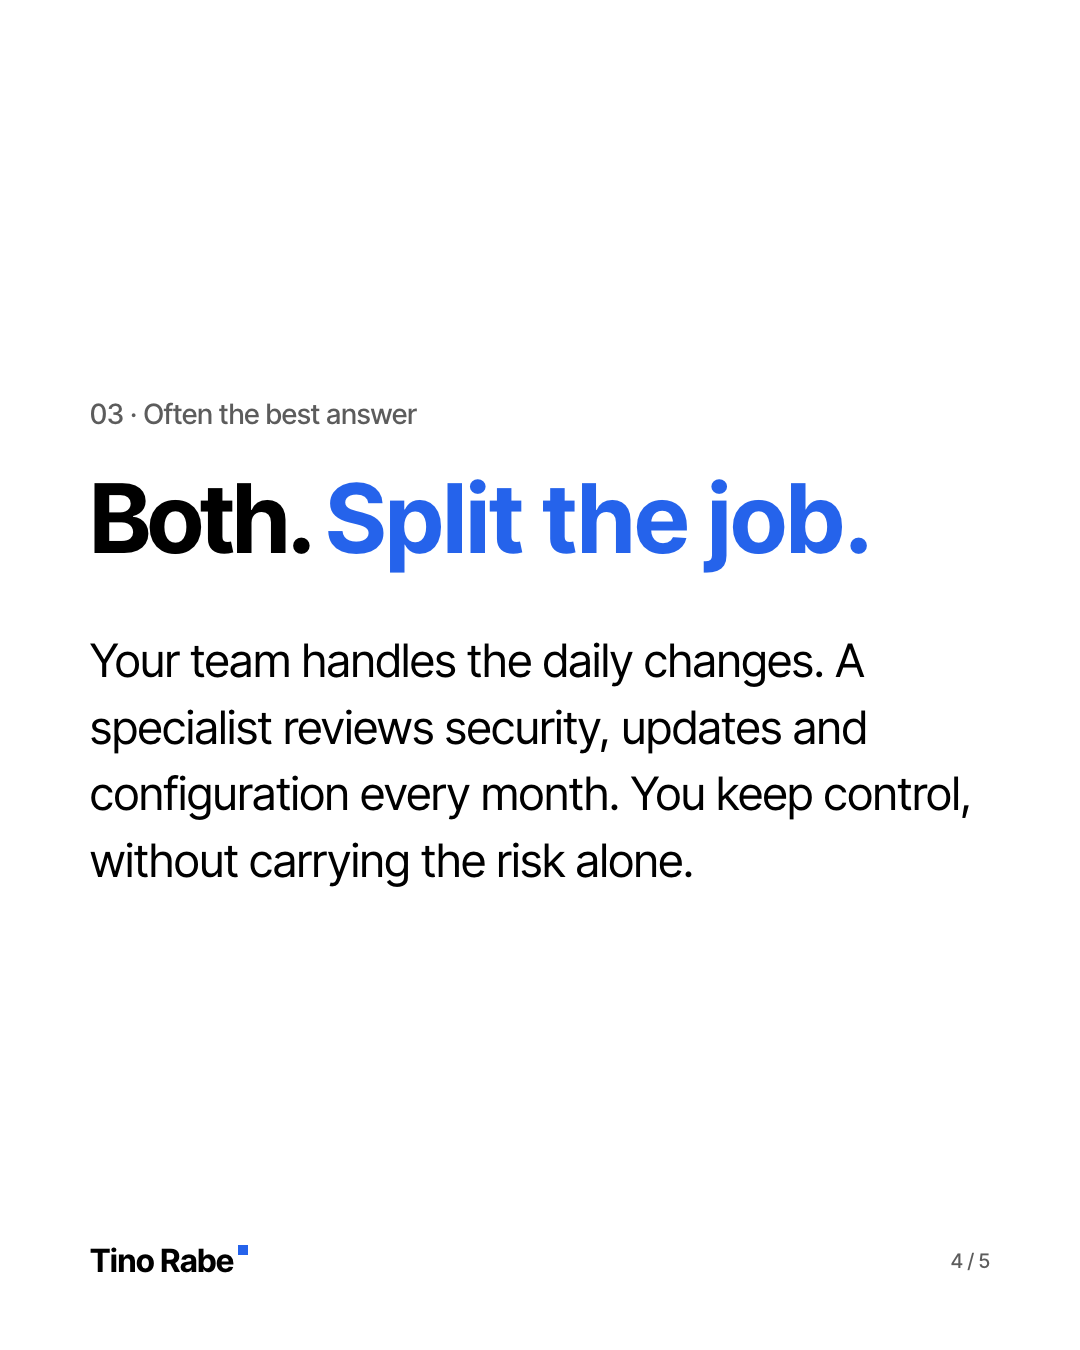 03 · Often the best answer
Both. Split the job.
Your team handles the daily changes. A
specialist reviews security, updates and
configuration every month. You keep control,
without carrying the risk alone.
Tino Rabe
4 / 5